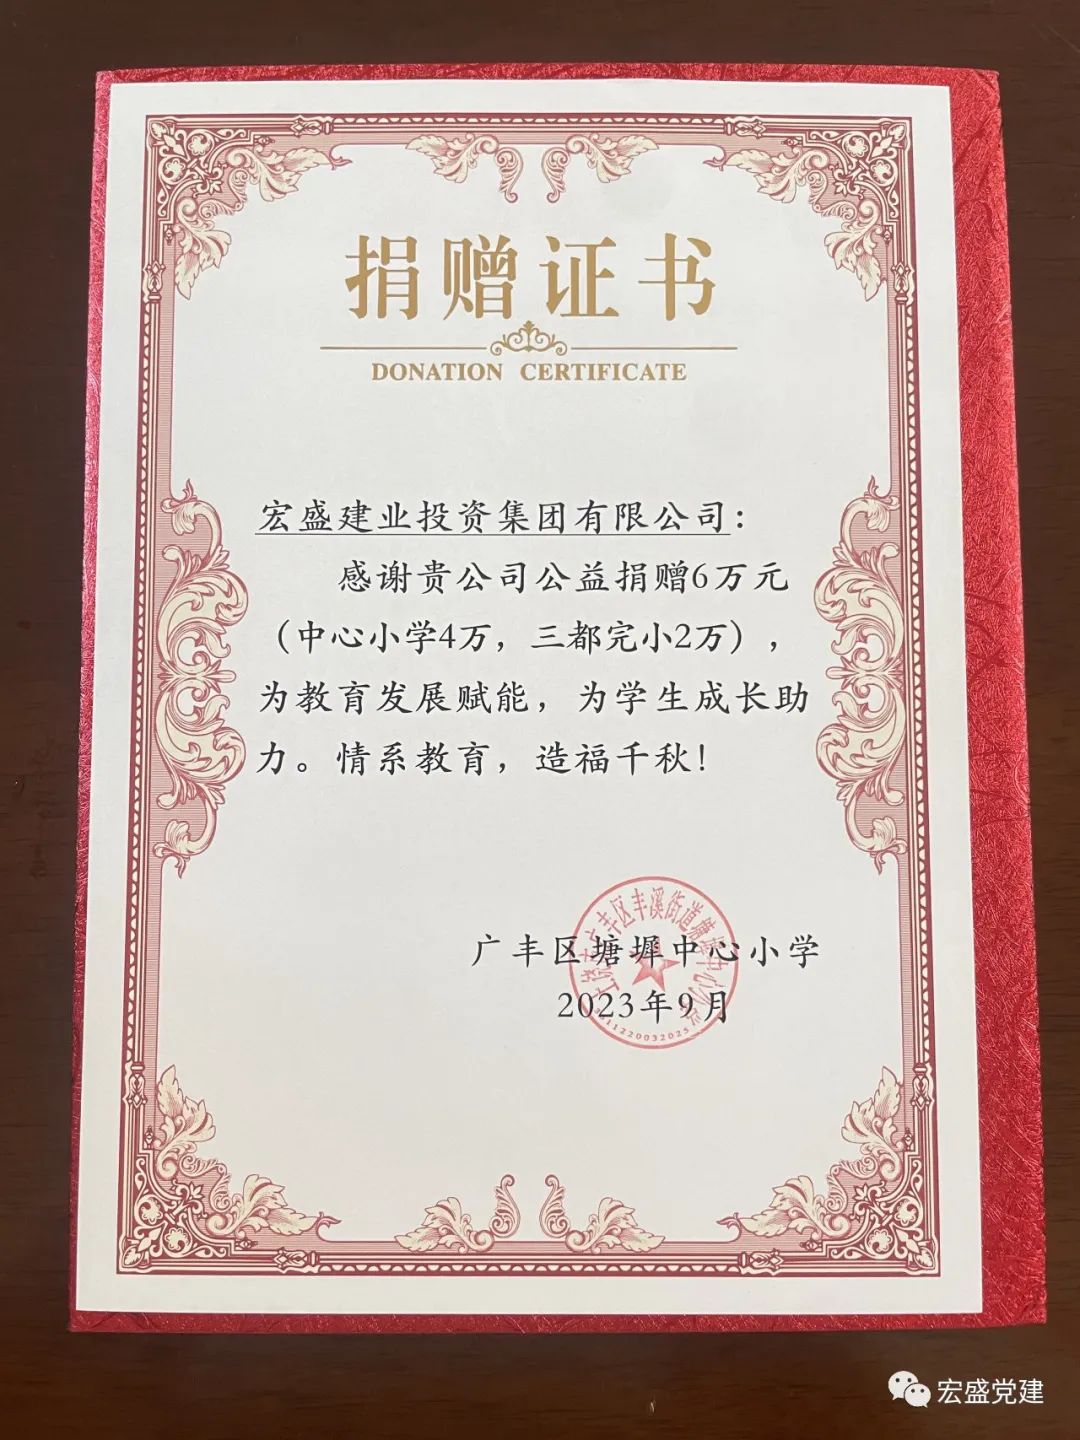 捐赠证书
DONATION CERTIFICATE
宏盛建业投资集团有限公司：
感谢贵公司公益捐赠6万元
（中心小学4万，三都完小2万），
为教育发展赋能，为学生成长助
力。情系教育，造福千秋！
广丰区塘墀中心小学
2023年9月
宏盛党建